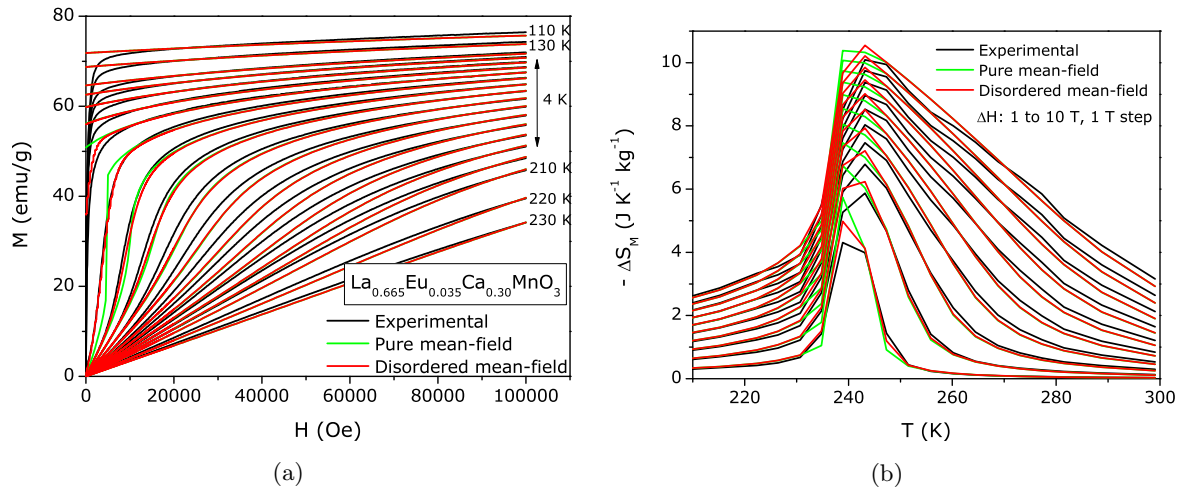 80
60
40
20
0
M (emu/g)
0 20000 40000 60000 80000 100000
H (Oe)
110 K
130 K
4 K
210 K
220 K
230 K
La0.665Eu0.035Ca0.30MnO3
Experimental
Pure mean-field
Disordered mean-field
(a)
10
8
6
4
2
0
- ΔSM (J K-1 kg-1)
220 240 260 280 300
T (K)
Experimental
Pure mean-field
Disordered mean-field
ΔH: 1 to 10 T, 1 T step
(b)